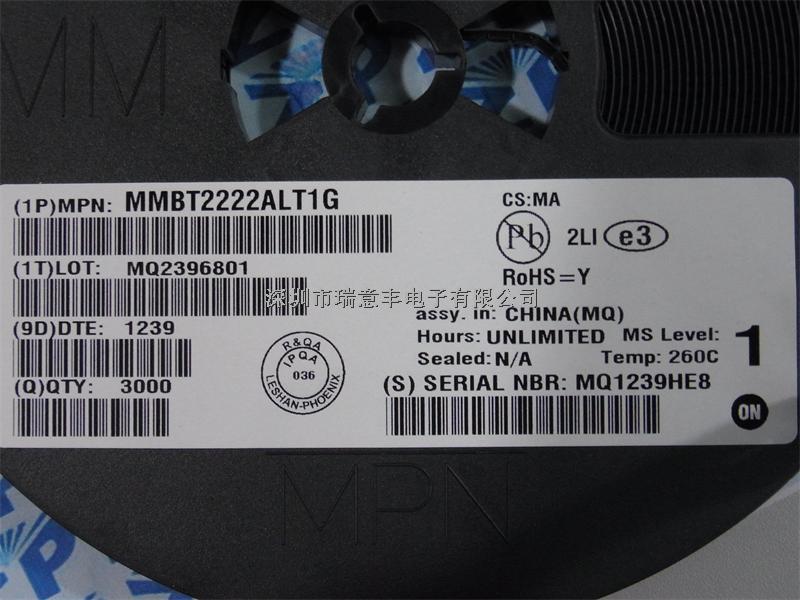 MM
(1P)MPN: MMBT2222ALT1G
(1T)LOT: MQ2396801
(9D)DTE: 1239
(Q)QTY: 3000
R&QA
IPQA
036
LESHAN-PHOENIX
CS:MA
Pb 2LI e3
RoHS=Y
深圳市瑞意丰电子有限公司
assy. in: CHINA(MQ)
Hours: UNLIMITED MS Level: 1
Sealed: N/A Temp: 260C
(S) SERIAL NBR: MQ1239HE8
ON
MPN